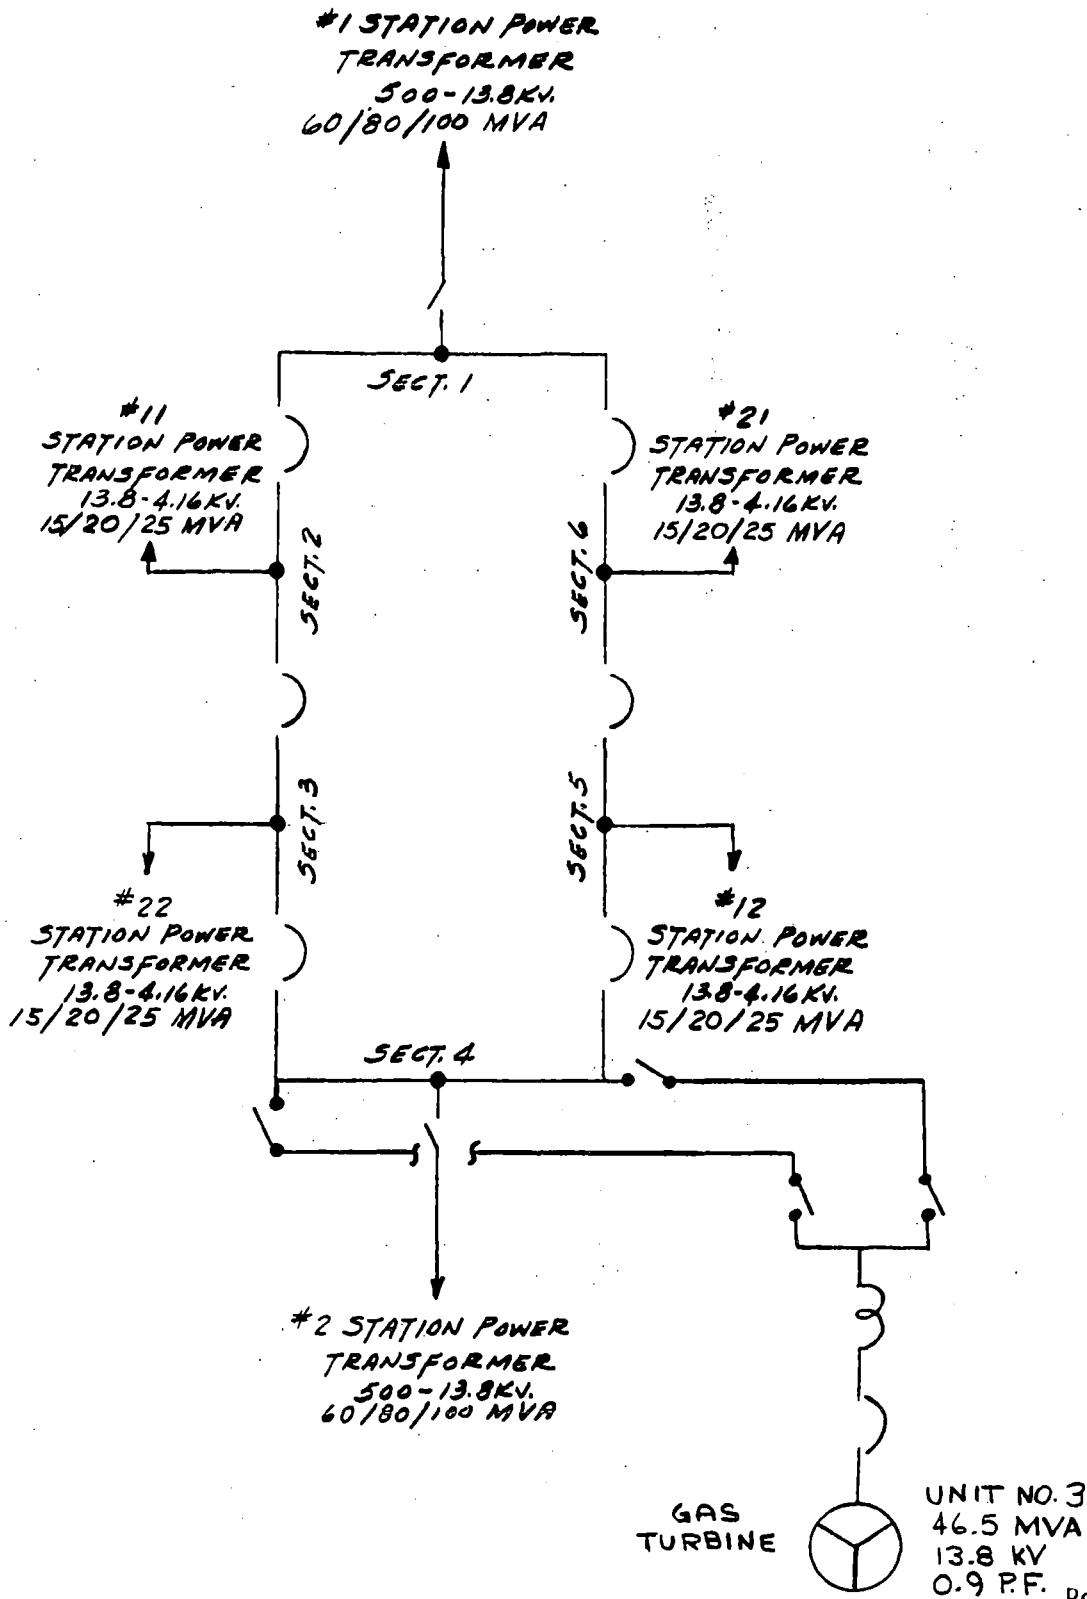 #1 STATION POWER
TRANSFORMER
500-13.8KV.
60/80/100 MVA
SECT. 1
#11
STATION POWER
TRANSFORMER
13.8-4.16KV.
15/20/25 MVA
#21
STATION POWER
TRANSFORMER
13.8-4.16KV.
15/20/25 MVA
SECT. 2
SECT. 6
SECT. 3
SECT. 5
#22
STATION POWER
TRANSFORMER
13.8-4.16KV.
15/20/25 MVA
#12
STATION POWER
TRANSFORMER
13.8-4.16KV.
15/20/25 MVA
SECT. 4
#2 STATION POWER
TRANSFORMER
500-13.8KV.
60/80/100 MVA
GAS
TURBINE
UNIT NO. 3
46.5 MVA
13.8 KV
0.9 P.F.